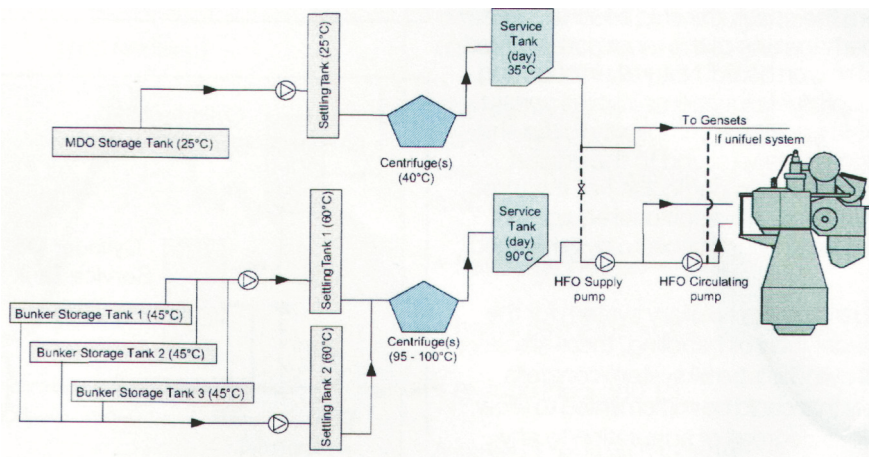 Service
Tank
(day)
35°C
Settling Tank (25°C)
MDO Storage Tank (25°C)
Centrifuge(s)
(40°C)
To Gensets
If unifuel system
Settling Tank 1 (60°C)
Service
Tank
(day)
90°C
HFO Supply
pump
HFO Circulating
pump
Bunker Storage Tank 1 (45°C)
Bunker Storage Tank 2 (45°C)
Bunker Storage Tank 3 (45°C)
Centrifuge(s)
(95 - 100°C)
Settling Tank 2 (60°C)